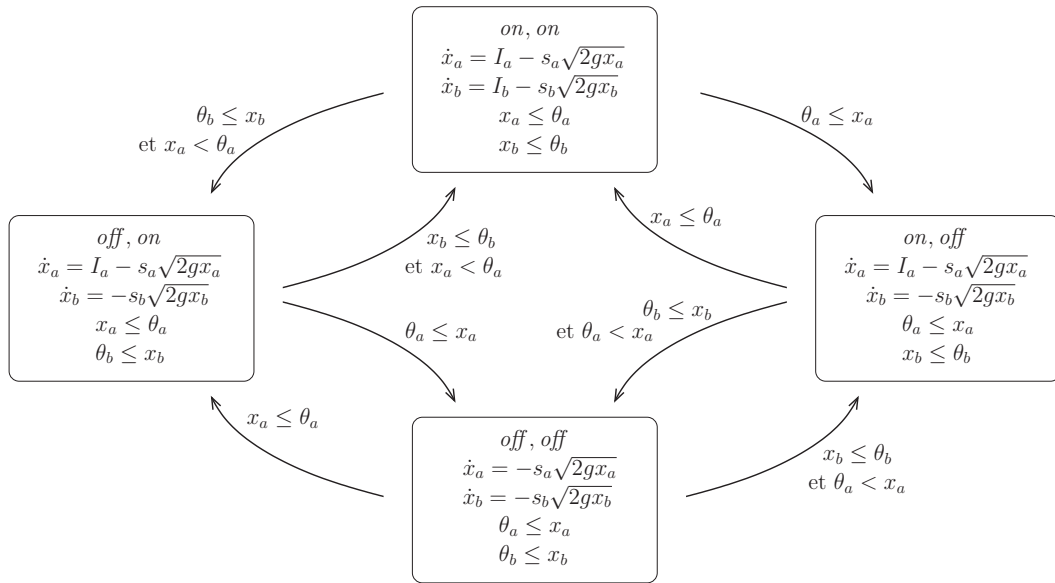 on, on
ẋ_a = I_a − s_a√(2gx_a)
ẋ_b = I_b − s_b√(2gx_b)
x_a ≤ θ_a
x_b ≤ θ_b
θ_b ≤ x_b
et x_a < θ_a
θ_a ≤ x_a
off, on
ẋ_a = I_a − s_a√(2gx_a)
ẋ_b = −s_b√(2gx_b)
x_a ≤ θ_a
θ_b ≤ x_b
x_b ≤ θ_b
et x_a < θ_a
x_a ≤ θ_a
on, off
ẋ_a = I_a − s_a√(2gx_a)
ẋ_b = −s_b√(2gx_b)
θ_a ≤ x_a
x_b ≤ θ_b
θ_a ≤ x_a
θ_b ≤ x_b
et θ_a < x_a
x_a ≤ θ_a
off, off
ẋ_a = −s_a√(2gx_a)
ẋ_b = −s_b√(2gx_b)
θ_a ≤ x_a
θ_b ≤ x_b
x_b ≤ θ_b
et θ_a < x_a